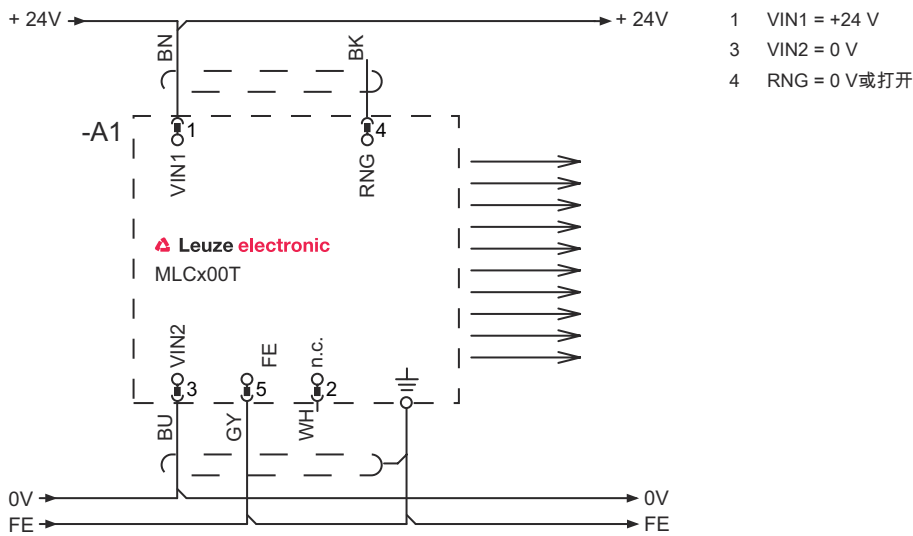 + 24V
+ 24V
1 VIN1 = +24 V
3 VIN2 = 0 V
4 RNG = 0 V或打开
BN
BK
-A1
1
4
VIN1
RNG
Leuze electronic
MLCx00T
VIN2
FE
n.c.
3
5
2
BU
GY
WH
0V
0V
FE
FE